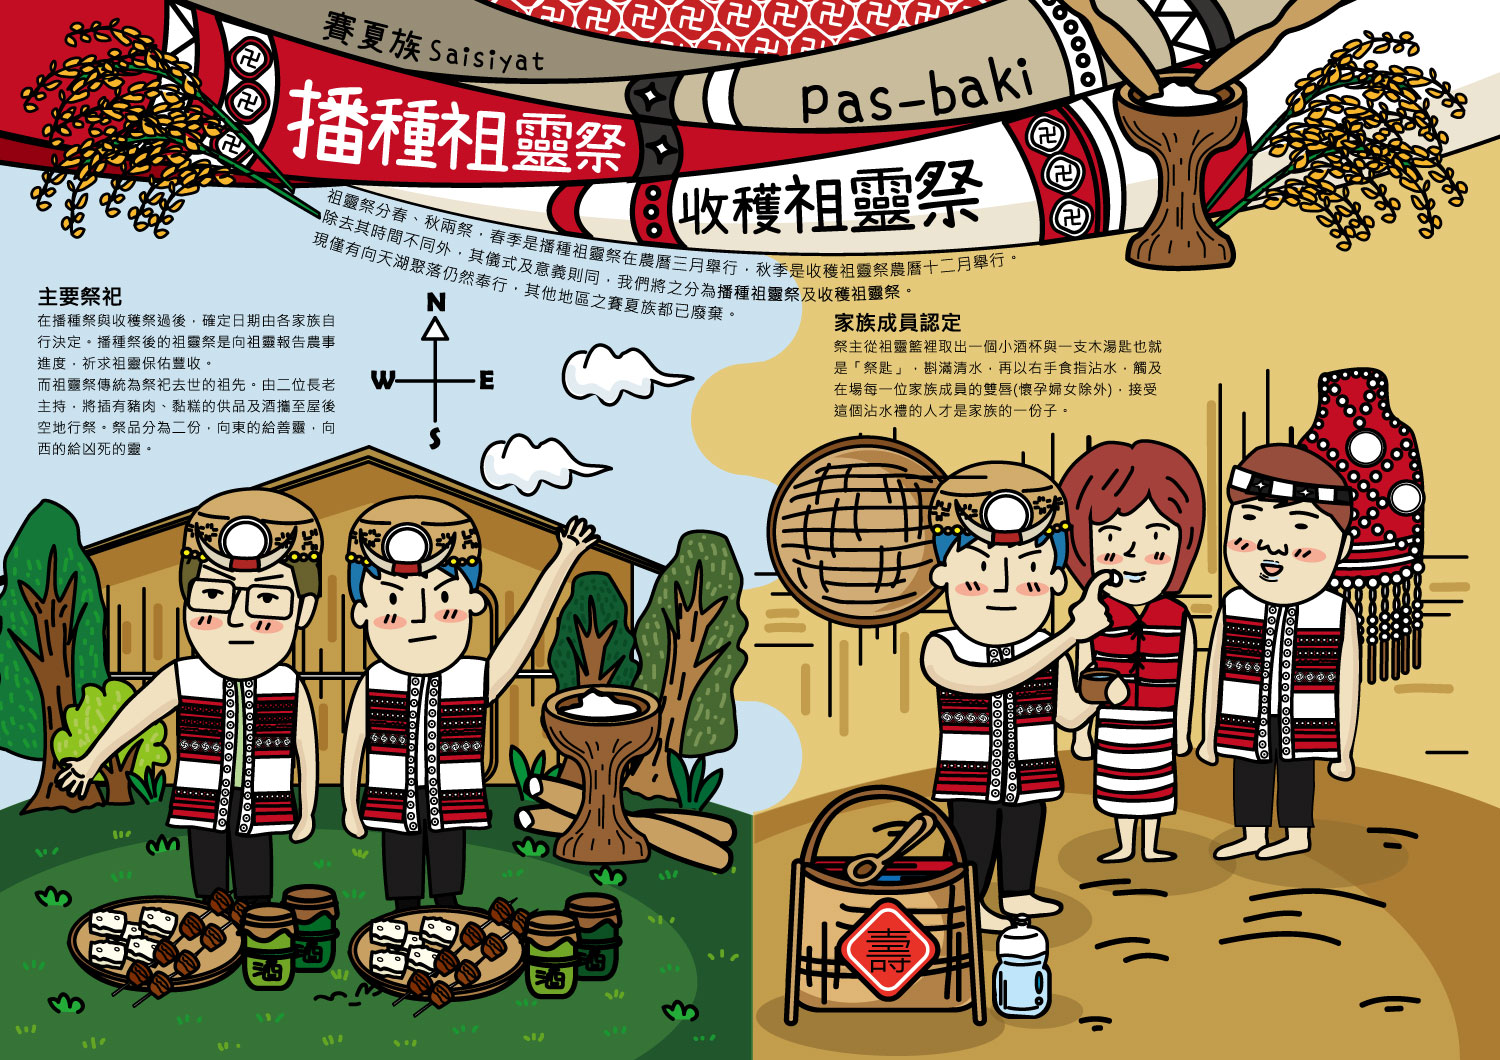 賽夏族 Saisiyat
播種祖靈祭
pas-baki
收穫祖靈祭
祖靈祭分春、秋兩祭，春季是播種祖靈祭在農曆三月舉行，秋季是收穫祖靈祭農曆十二月舉行。
除去其時間不同外，其儀式及意義則同，我們將之分為播種祖靈祭及收穫祖靈祭。
現僅有向天湖聚落仍然奉行，其他地區之賽夏族都已廢棄。
主要祭祀
在播種祭與收穫祭過後，確定日期由各家族自
行決定。播種祭後的祖靈祭是向祖靈報告農事
進度，祈求祖靈保佑豐收。
而祖靈祭傳統為祭祀去世的祖先。由二位長老
主持，將插有豬肉、黏糕的供品及酒攜至屋後
空地行祭。祭品分為二份，向東的給善靈，向
西的給凶死的靈。
N
W
E
S
家族成員認定
祭主從祖靈籃裡取出一個小酒杯與一支木湯匙也就
是「祭匙」，斟滿清水，再以右手食指沾水，觸及
在場每一位家族成員的雙唇(懷孕婦女除外)，接受
這個沾水禮的人才是家族的一份子。
酒
酒
酒
酒
壽